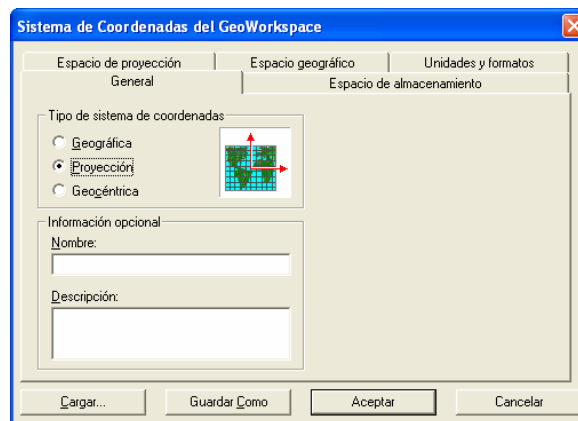 Sistema de Coordenadas del GeoWorkspace
Espacio de proyección
Espacio geográfico
Unidades y formatos
General
Espacio de almacenamiento
Tipo de sistema de coordenadas
Geográfica
Proyección
Geocéntrica
Información opcional
Nombre:
Descripción:
Cargar...
Guardar Como
Aceptar
Cancelar